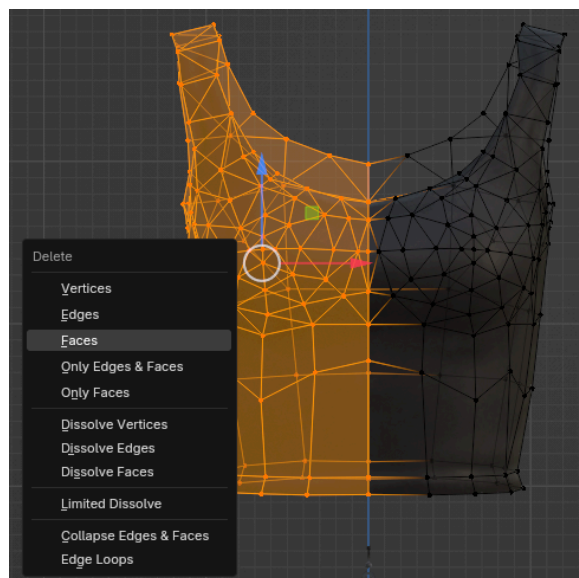 Delete
Vertices
Edges
Faces
Only Edges & Faces
Only Faces
Dissolve Vertices
Dissolve Edges
Dissolve Faces
Limited Dissolve
Collapse Edges & Faces
Edge Loops